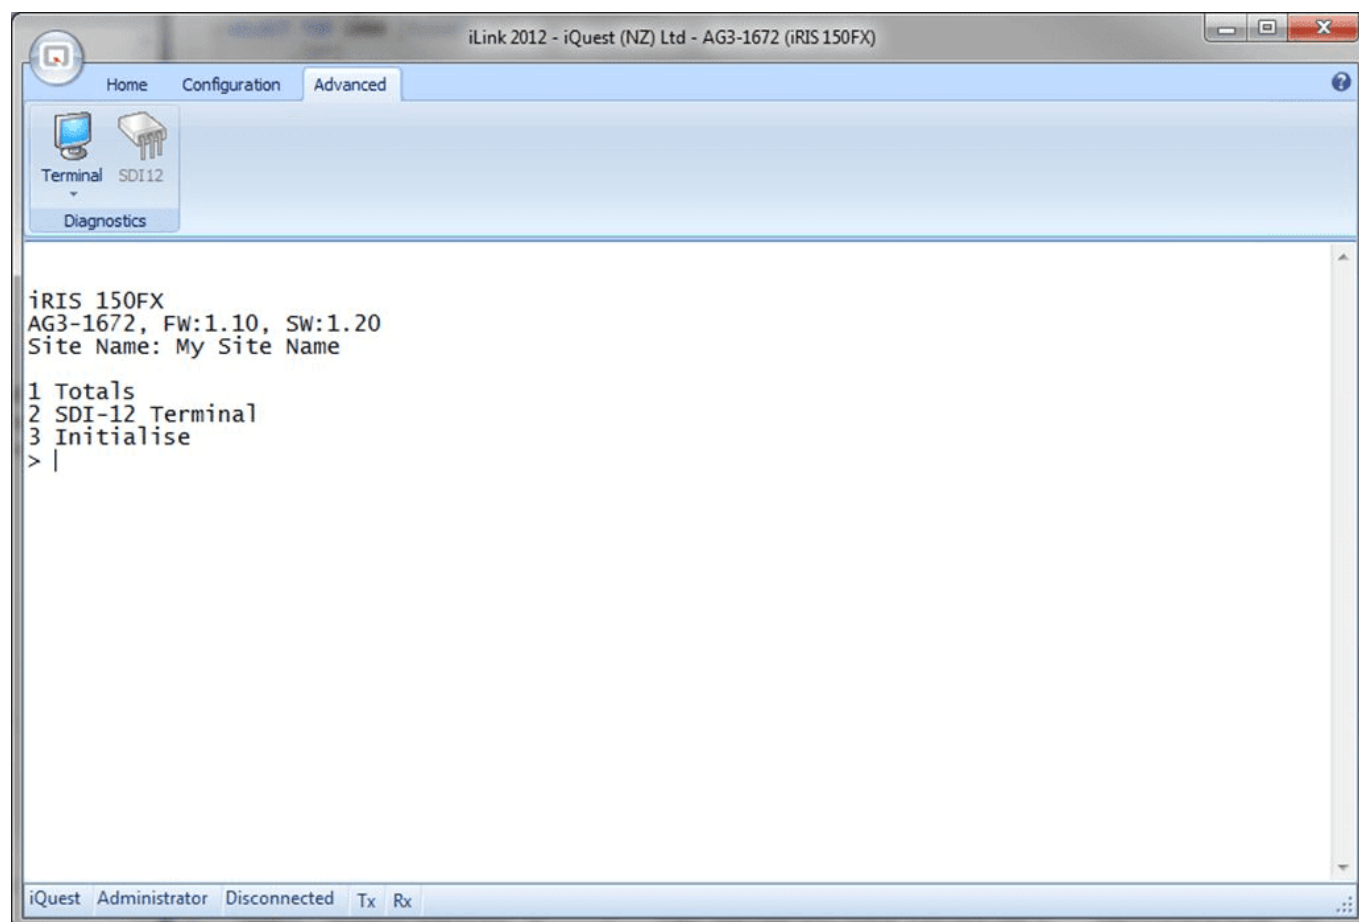 iLink 2012 - iQuest (NZ) Ltd - AG3-1672 (iRIS 150FX)
Home Configuration Advanced
Terminal SDI12
Diagnostics
iRIS 150FX
AG3-1672, FW:1.10, SW:1.20
Site Name: My Site Name
1 Totals
2 SDI-12 Terminal
3 Initialise
>
iQuest Administrator Disconnected Tx Rx